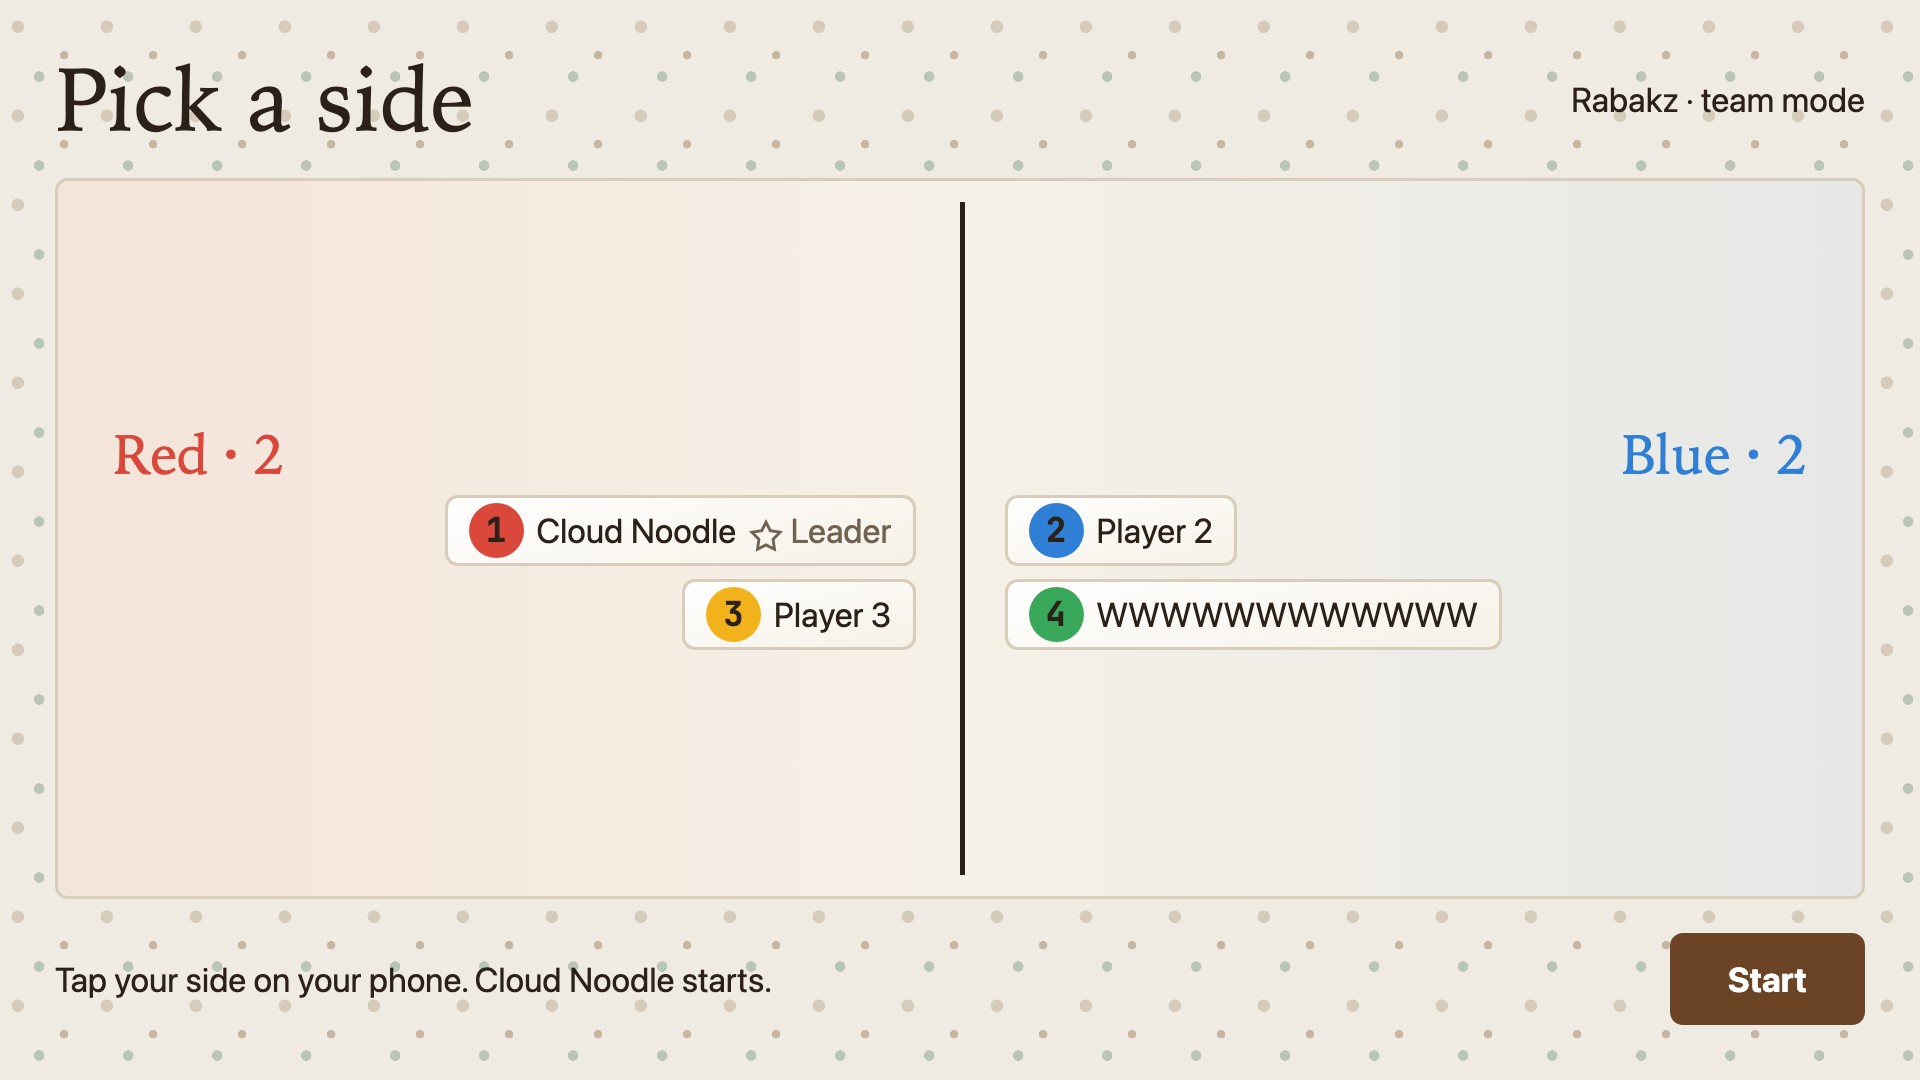 Pick a side
Rabakz · team mode
Red · 2
Blue · 2
1 Cloud Noodle ☆ Leader
3 Player 3
2 Player 2
4 WWWWWWWWWWWW
Tap your side on your phone. Cloud Noodle starts.
Start